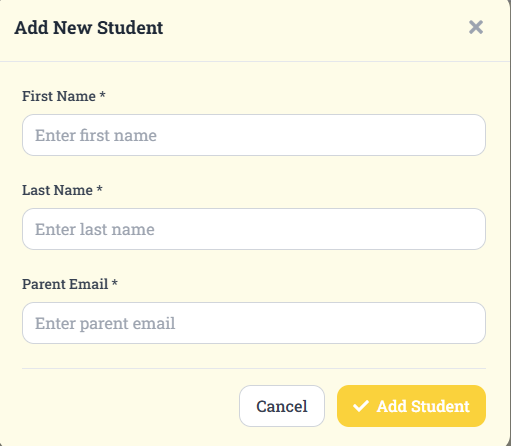 Add New Student
First Name *
Enter first name
Last Name *
Enter last name
Parent Email *
Enter parent email
Cancel
Add Student